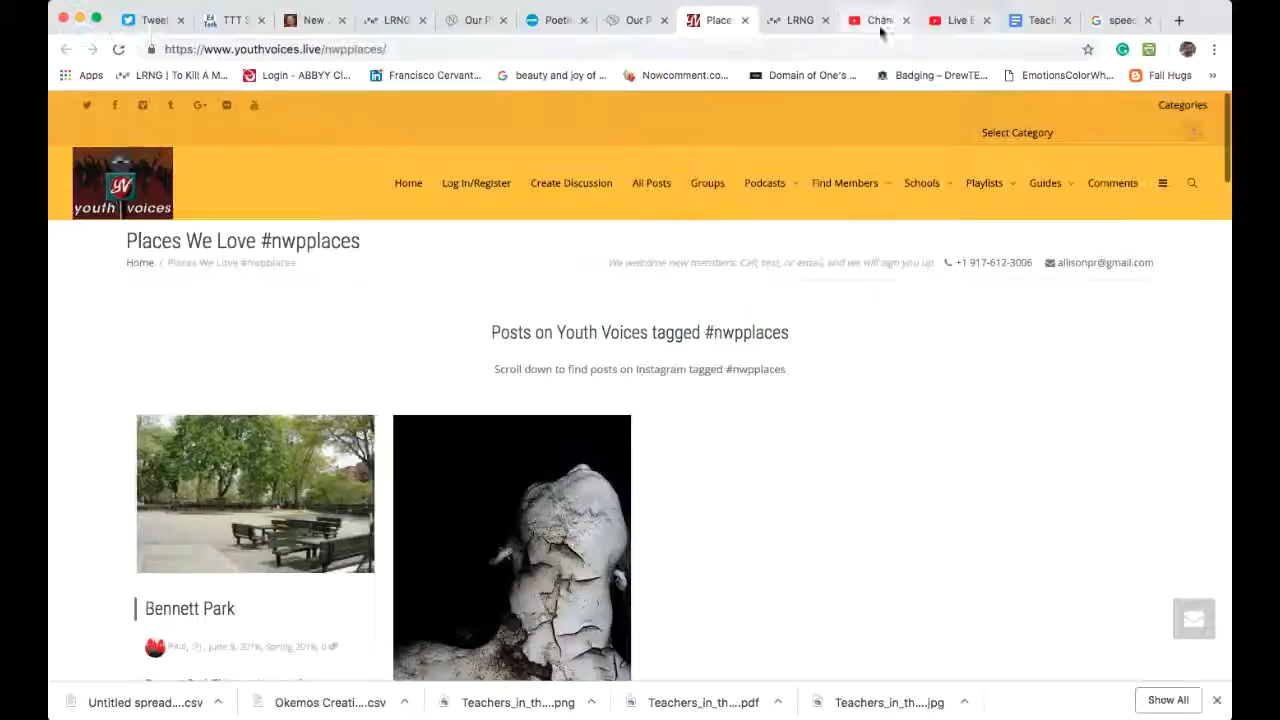 Tweet
TTT S
New
LRNG
Our P
Poetic
Our P
Place
LRNG
Chan
Live E
Teach
speec
https://www.youthvoices.live/nwpplaces/
Apps
LRNG | To Kill A M...
Login - ABBYY Cl...
Francisco Cervant...
beauty and joy of ...
Nowcomment.co...
Domain of One's ...
Badging – DrewTE...
EmotionsColorWh...
Fall Hugs
»
Categories
Select Category
youth voices
Home
Log In/Register
Create Discussion
All Posts
Groups
Podcasts
Find Members
Schools
Playlists
Guides
Comments
Places We Love #nwpplaces
Home / Places We Love #nwpplaces
We welcome new members. Call, text, or email, and we will sign you up.
+1 917-612-3006
allisonpr@gmail.com
Posts on Youth Voices tagged #nwpplaces
Scroll down to find posts on Instagram tagged #nwpplaces
Bennett Park
Untitled spread....csv
Okemos Creati....csv
Teachers_in_th....png
Teachers_in_th....pdf
Teachers_in_th....jpg
Show All